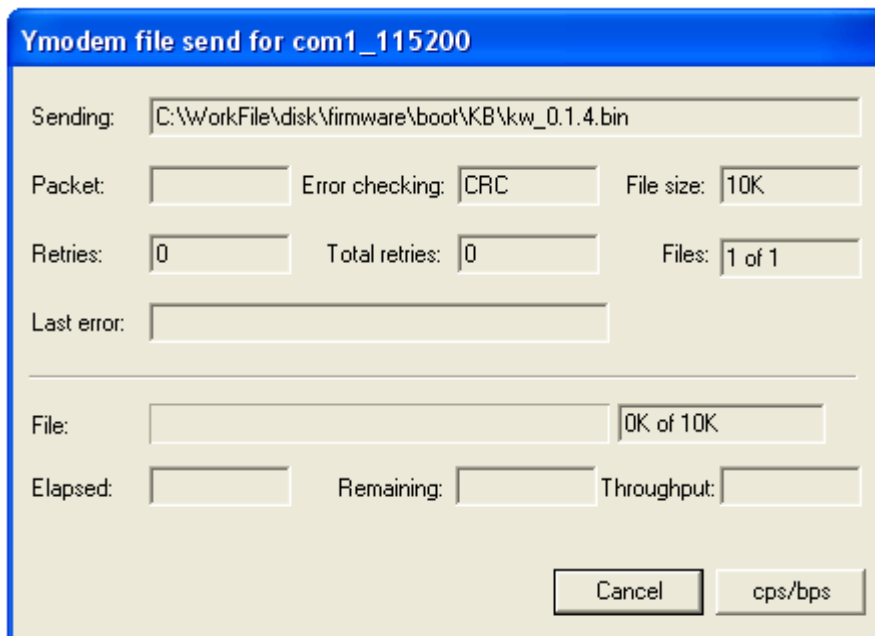 Ymodem file send for com1_115200
Sending: C:\WorkFile\disk\firmware\boot\KB\kw_0.1.4.bin
Packet: Error checking: CRC File size: 10K
Retries: 0 Total retries: 0 Files: 1 of 1
Last error:
File: 0K of 10K
Elapsed: Remaining: Throughput:
Cancel cps/bps